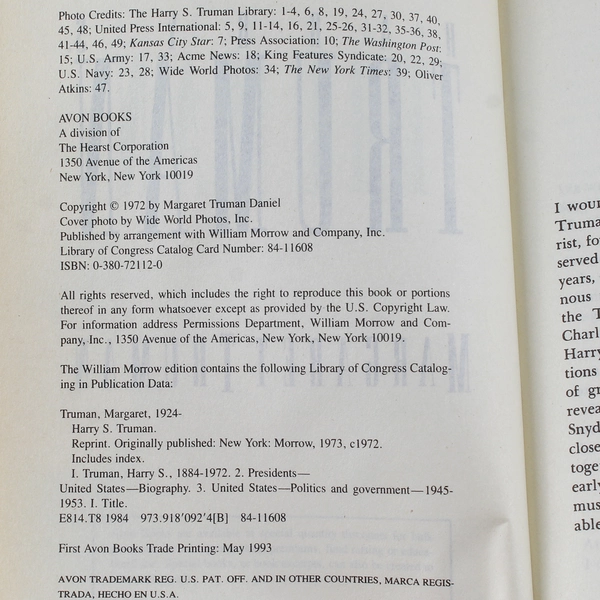 Photo Credits: The Harry S. Truman Library: 1-4, 6, 8, 19, 24, 27, 30, 37, 40,
45, 48; United Press International: 5, 9, 11-14, 16, 21, 25-26, 31-32, 35-36, 38,
41-44, 46, 49; Kansas City Star: 7; Press Association: 10; The Washington Post:
15; U.S. Army: 17, 33; Acme News: 18; King Features Syndicate: 20, 22, 29;
U.S. Navy: 23, 28; Wide World Photos: 34; The New York Times: 39; Oliver
Atkins: 47.
AVON BOOKS
A division of
The Hearst Corporation
1350 Avenue of the Americas
New York, New York 10019
Copyright © 1972 by Margaret Truman Daniel
Cover photo by Wide World Photos, Inc.
Published by arrangement with William Morrow and Company, Inc.
Library of Congress Catalog Card Number: 84-11608
ISBN: 0-380-72112-0
All rights reserved, which includes the right to reproduce this book or portions
thereof in any form whatsoever except as provided by the U.S. Copyright Law.
For information address Permissions Department, William Morrow and Com-
pany, Inc., 1350 Avenue of the Americas, New York, New York 10019.
The William Morrow edition contains the following Library of Congress Catalog-
ing in Publication Data:
Truman, Margaret, 1924-
Harry S. Truman.
Reprint. Originally published: New York: Morrow, 1973, c1972.
Includes index.
I. Truman, Harry S., 1884-1972. 2. Presidents—
United States—Biography. 3. United States—Politics and government—1945-
1953. I. Title.
E814.T8 1984 973.918′092′4[B] 84-11608
First Avon Books Trade Printing: May 1993
AVON TRADEMARK REG. U.S. PAT. OFF. AND IN OTHER COUNTRIES, MARCA REGIS-
TRADA, HECHO EN U.S.A.
I WOU
Truma
rist, fo
served
years,
nous
the T
Charl
Harry
tions
of gr
revea
Snyd
close
toge
early
mus
able